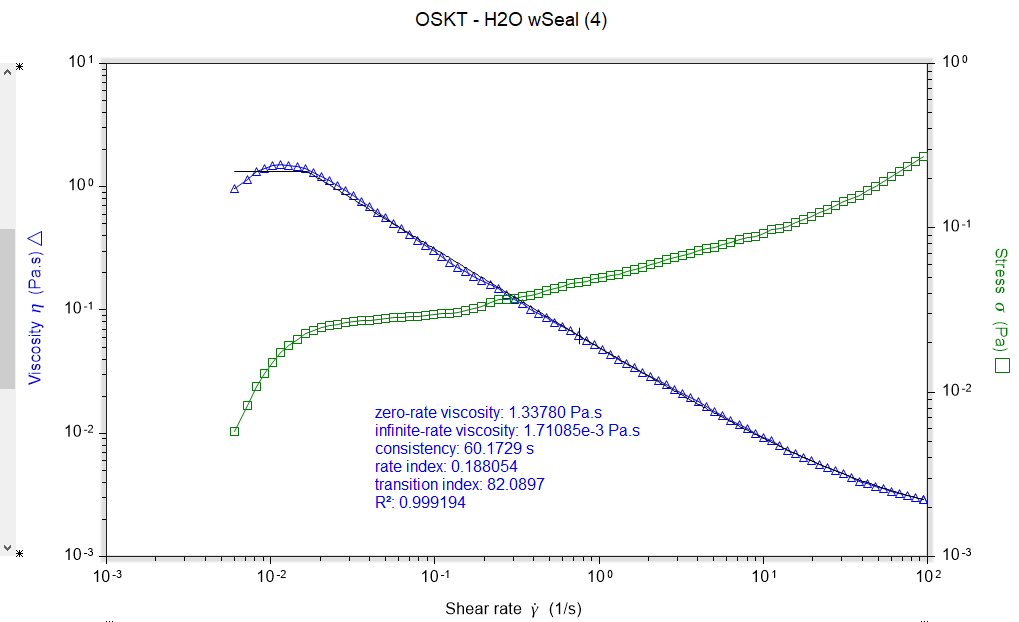 OSKT - H2O wSeal (4)
10¹
10⁰
10⁻¹
10⁻²
10⁻³
Viscosity η (Pa.s)
10⁰
10⁻¹
10⁻²
10⁻³
Stress σ (Pa)
zero-rate viscosity: 1.33780 Pa.s
infinite-rate viscosity: 1.71085e-3 Pa.s
consistency: 60.1729 s
rate index: 0.188054
transition index: 82.0897
R²: 0.999194
10⁻³ 10⁻² 10⁻¹ 10⁰ 10¹ 10²
Shear rate γ̇ (1/s)